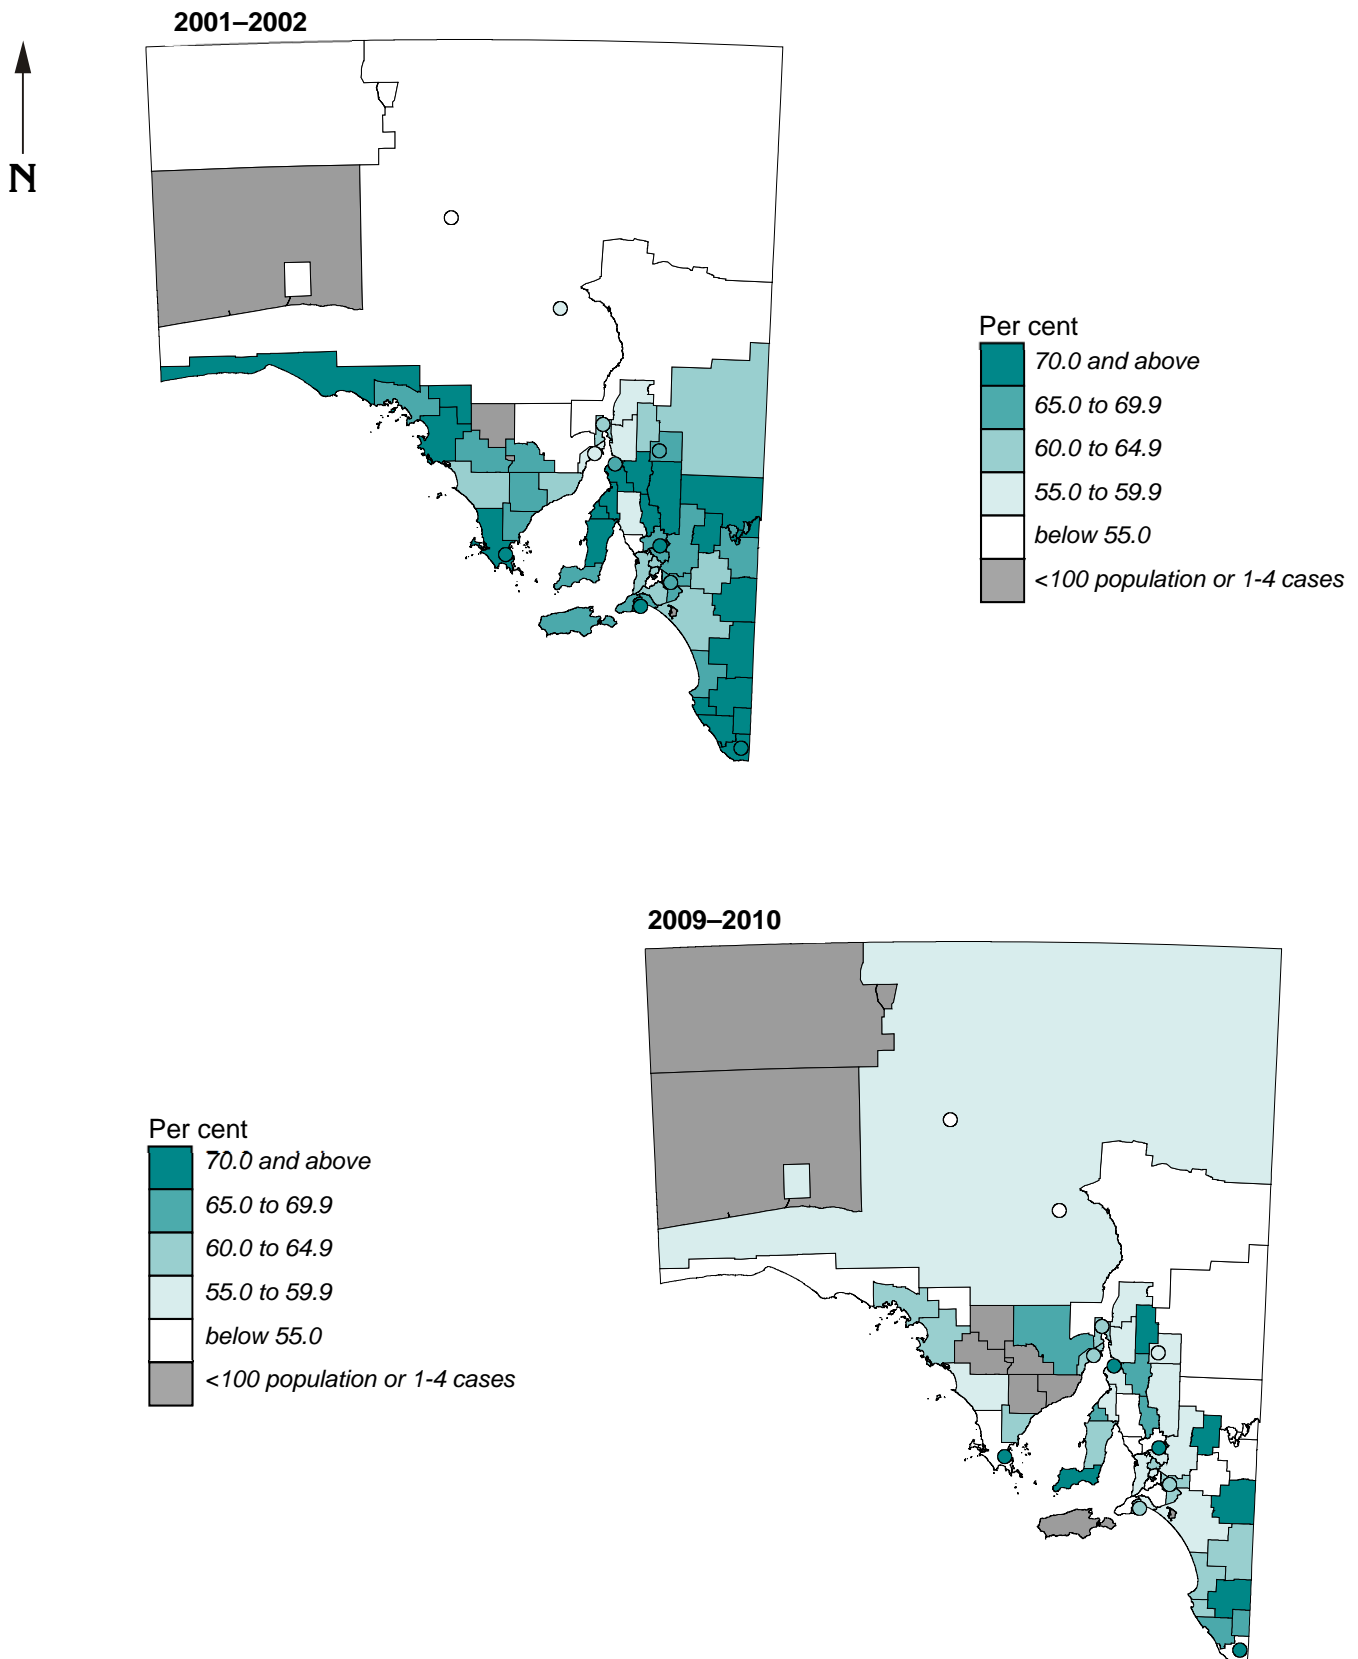 2001–2002
N
Per cent
70.0 and above
65.0 to 69.9
60.0 to 64.9
55.0 to 59.9
below 55.0
<100 population or 1-4 cases
2009–2010
Per cent
70.0 and above
65.0 to 69.9
60.0 to 64.9
55.0 to 59.9
below 55.0
<100 population or 1-4 cases